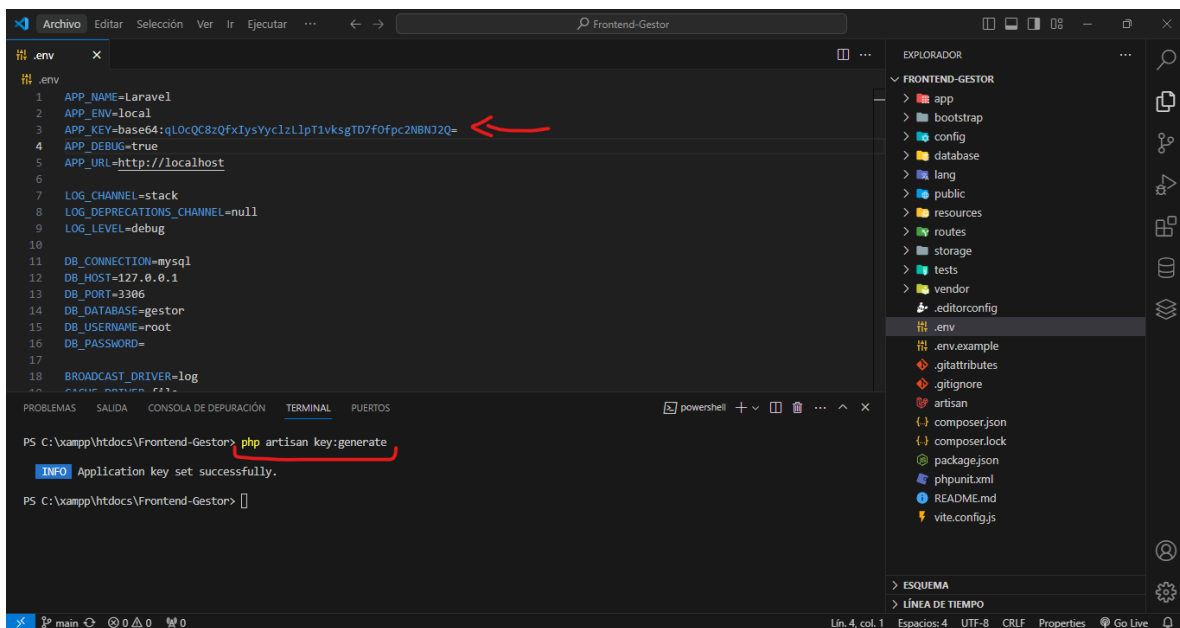 Archivo Editar Selección Ver Ir Ejecutar ··· Frontend-Gestor
.env
.env
1 APP_NAME=Laravel
2 APP_ENV=local
3 APP_KEY=base64:qLOcQC8zQfxIysYyclzLlpT1vksgTD7fOfpc2NBNJ2Q=
4 APP_DEBUG=true
5 APP_URL=http://localhost
6
7 LOG_CHANNEL=stack
8 LOG_DEPRECATIONS_CHANNEL=null
9 LOG_LEVEL=debug
10
11 DB_CONNECTION=mysql
12 DB_HOST=127.0.0.1
13 DB_PORT=3306
14 DB_DATABASE=gestor
15 DB_USERNAME=root
16 DB_PASSWORD=
17
18 BROADCAST_DRIVER=log
PROBLEMAS SALIDA CONSOLA DE DEPURACIÓN TERMINAL PUERTOS powershell
PS C:\xampp\htdocs\Frontend-Gestor> php artisan key:generate
INFO Application key set successfully.
PS C:\xampp\htdocs\Frontend-Gestor>
EXPLORADOR ···
FRONTEND-GESTOR
app
bootstrap
config
database
lang
public
resources
routes
storage
tests
vendor
.editorconfig
.env
.env.example
.gitattributes
.gitignore
artisan
composer.json
composer.lock
package.json
phpunit.xml
README.md
vite.config.js
ESQUEMA
LÍNEA DE TIEMPO
main 0 0 0 Lín. 4, col. 1 Espacios: 4 UTF-8 CRLF Properties Go Live